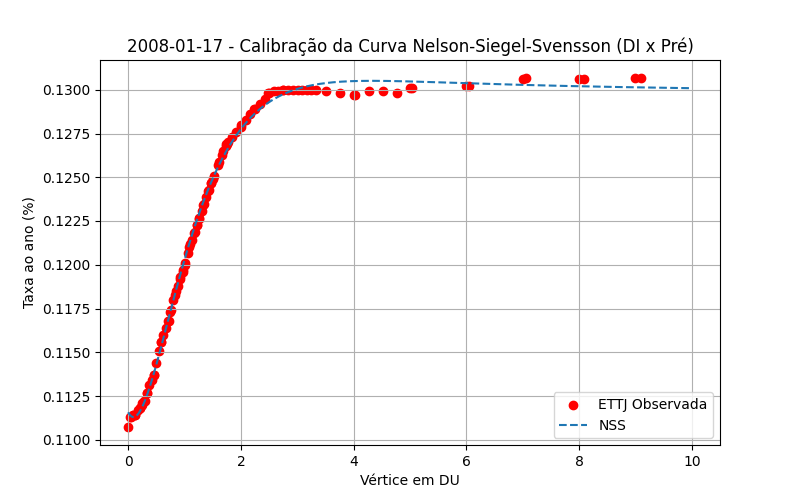 2008-01-17 - Calibração da Curva Nelson-Siegel-Svensson (DI x Pré)
Taxa ao ano (%)
0.1300
0.1275
0.1250
0.1225
0.1200
0.1175
0.1150
0.1125
0.1100
ETTJ Observada
NSS
0 2 4 6 8 10
Vértice em DU